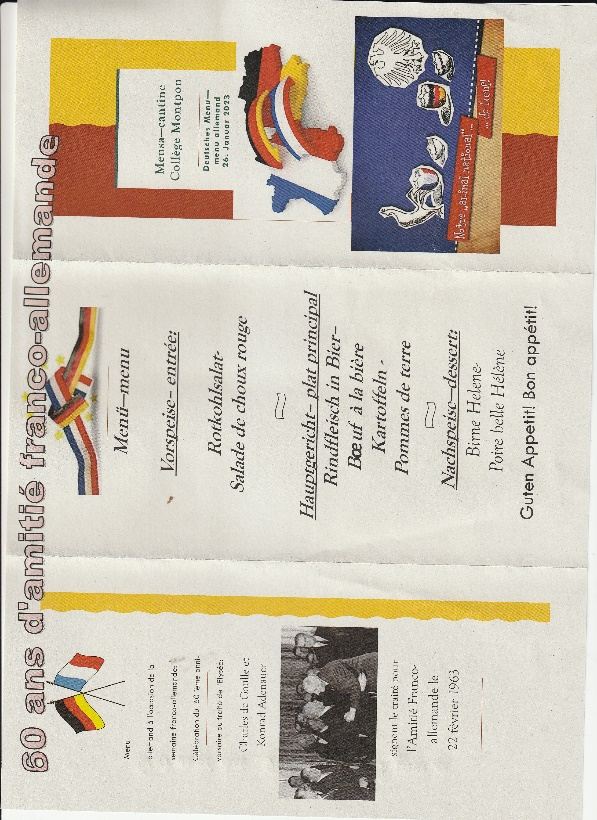 60 ans d'amitié franco-allemande
Menu
allemand à l'occasion de la
semaine franco-allemande:
Célébration du 60 ième anni-
versaire du traité de l'Elysée:
Charles de Gaulle et
Konrad Adenauer
signent le traité pour
l'Amitié Franco-
allemande le
22 février 1963
Menü—menu
Vorspeise- entrée:
Rotkohlsalat-
Salade de choux rouge
Hauptgericht- plat principal
Rindfleisch in Bier-
Bœuf à la bière
Kartoffeln -
Pommes de terre
Nachspeise—dessert:
Birne Helene-
Poire belle Hélène
Guten Appetit! Bon appétit!
Mensa—cantine
Collège Montpon
Deutsches Menu—
menu allemand
26. Januar 2023
Notre „animal national“...